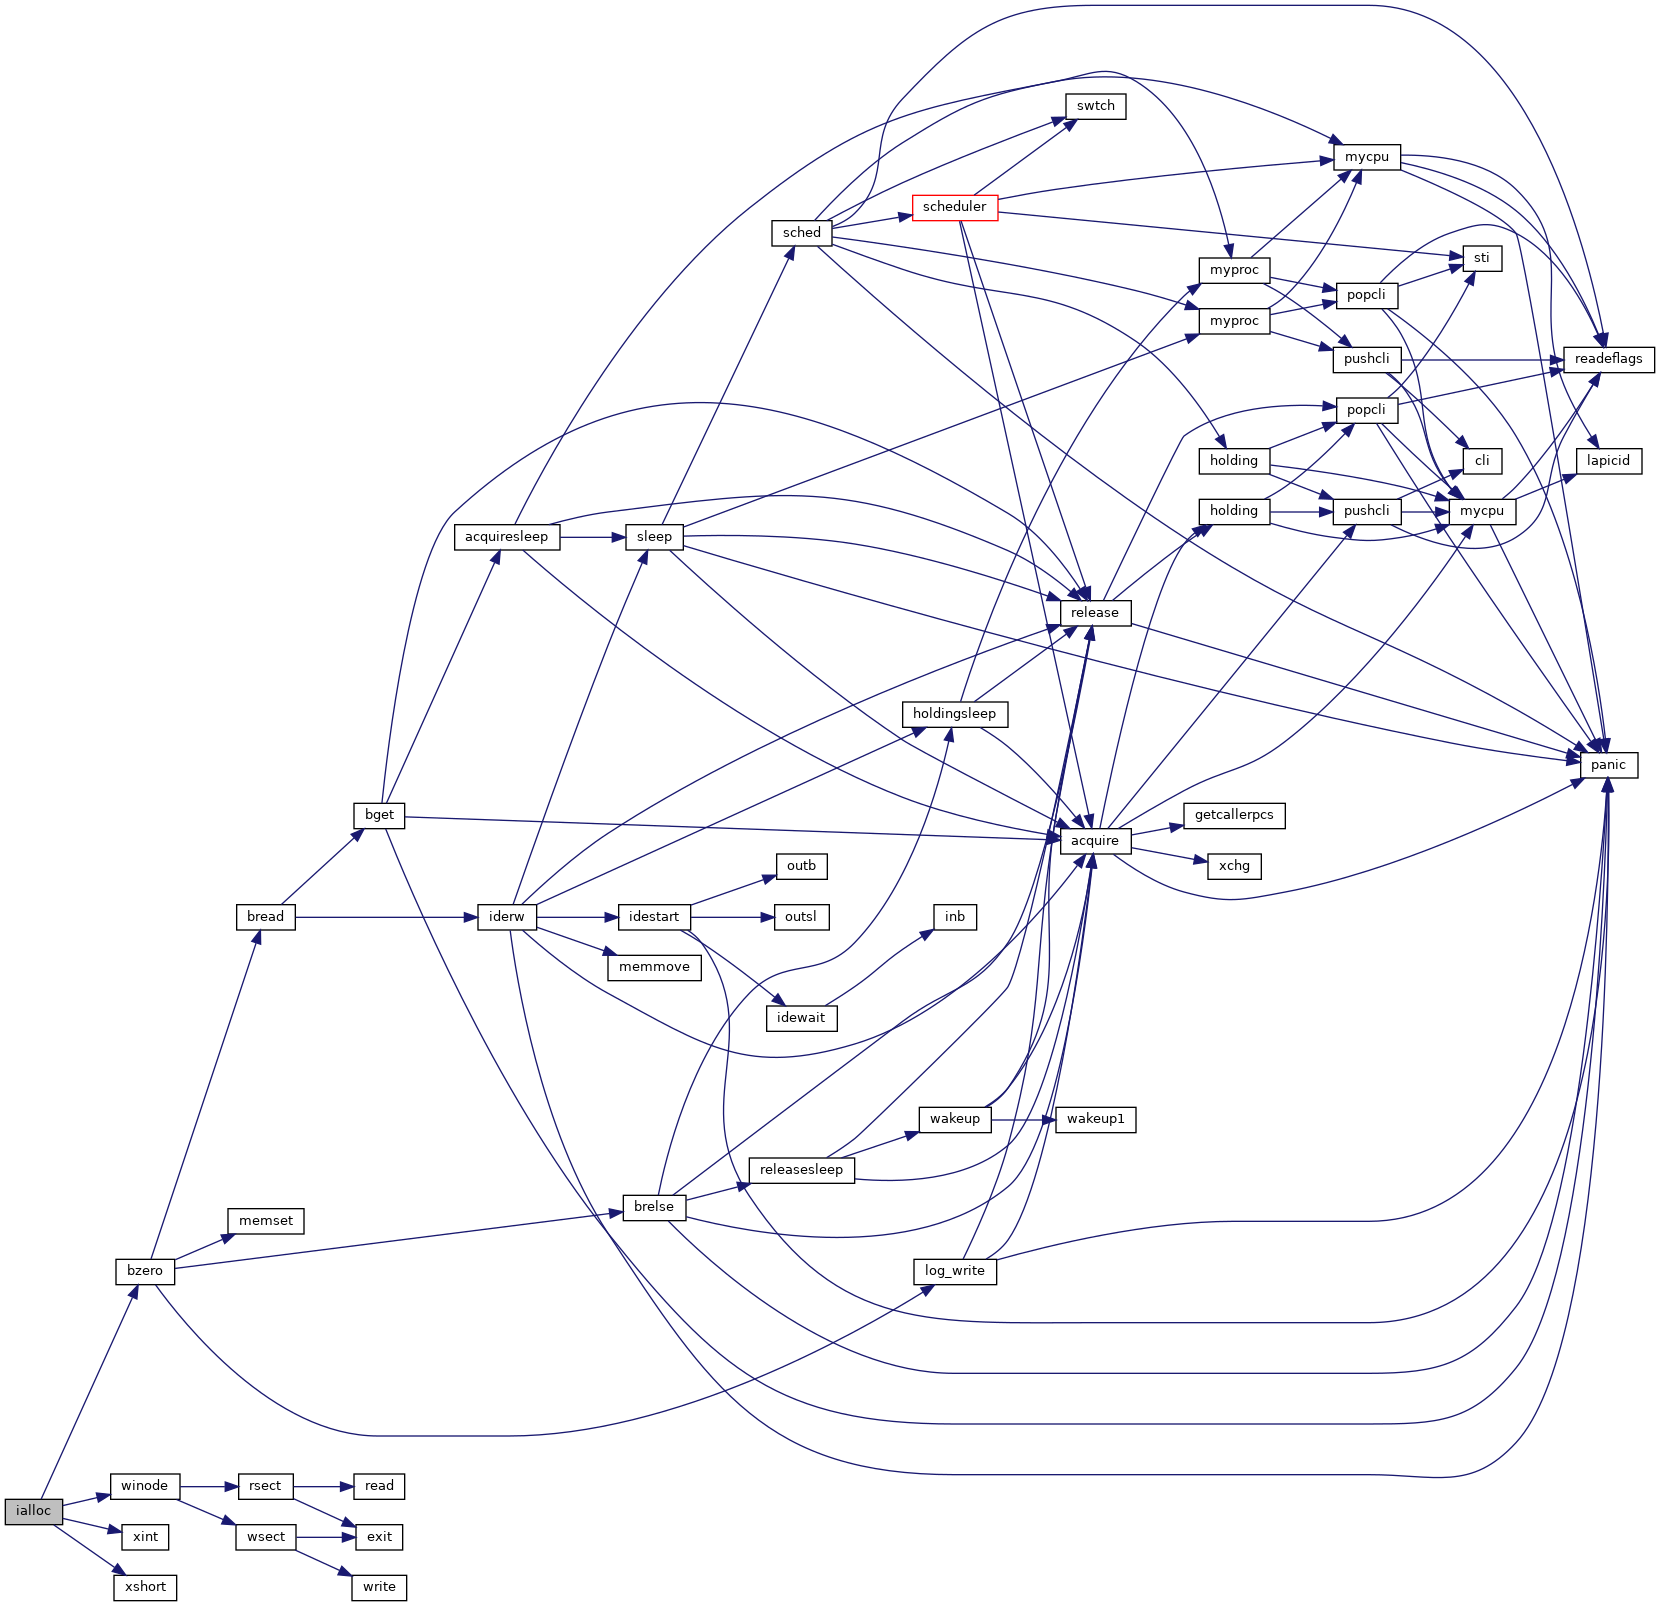 swtch
mycpu
scheduler
sched
sti
myproc
popcli
myproc
pushcli
readeflags
popcli
holding
cli
lapicid
holding
pushcli
mycpu
acquiresleep
sleep
release
holdingsleep
panic
bget
getcallerpcs
acquire
outb
xchg
bread
iderw
idestart
outsl
inb
memmove
idewait
wakeup
wakeup1
releasesleep
brelse
memset
bzero
log_write
winode
rsect
read
ialloc
xint
wsect
exit
xshort
write